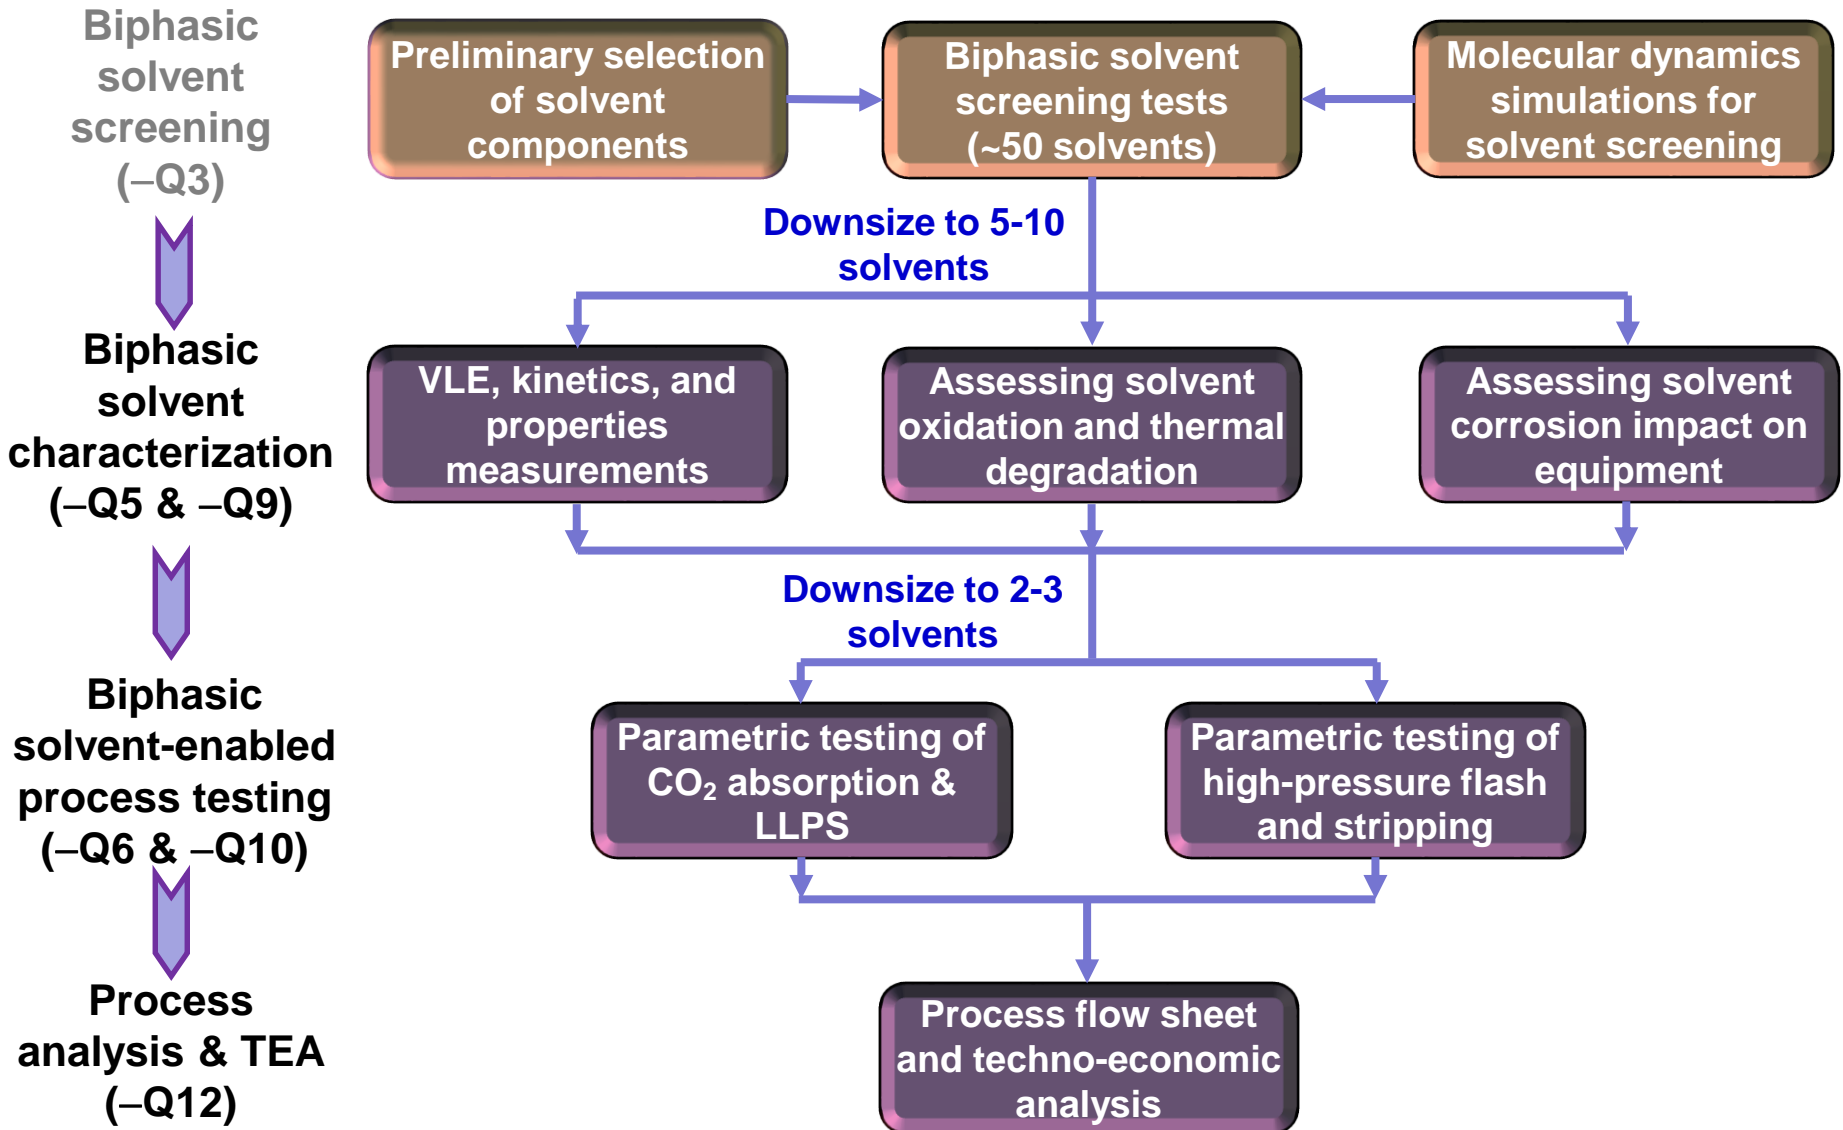 Biphasic
solvent
screening
(–Q3)
Preliminary selection
of solvent
components
Biphasic solvent
screening tests
(~50 solvents)
Molecular dynamics
simulations for
solvent screening
Downsize to 5-10
solvents
Biphasic
solvent
characterization
(–Q5 & –Q9)
VLE, kinetics, and
properties
measurements
Assessing solvent
oxidation and thermal
degradation
Assessing solvent
corrosion impact on
equipment
Downsize to 2-3
solvents
Biphasic
solvent-enabled
process testing
(–Q6 & –Q10)
Parametric testing of
CO₂ absorption &
LLPS
Parametric testing of
high-pressure flash
and stripping
Process
analysis & TEA
(–Q12)
Process flow sheet
and techno-economic
analysis